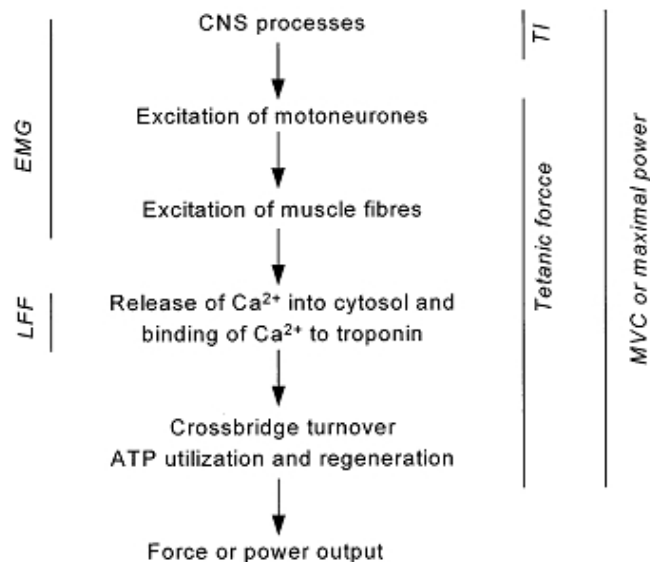 CNS processes
Excitation of motoneurones
Excitation of muscle fibres
Release of Ca²⁺ into cytosol and
binding of Ca²⁺ to troponin
Crossbridge turnover
ATP utilization and regeneration
Force or power output
EMG
LFF
TI
Tetanic forcce
MVC or maximal power